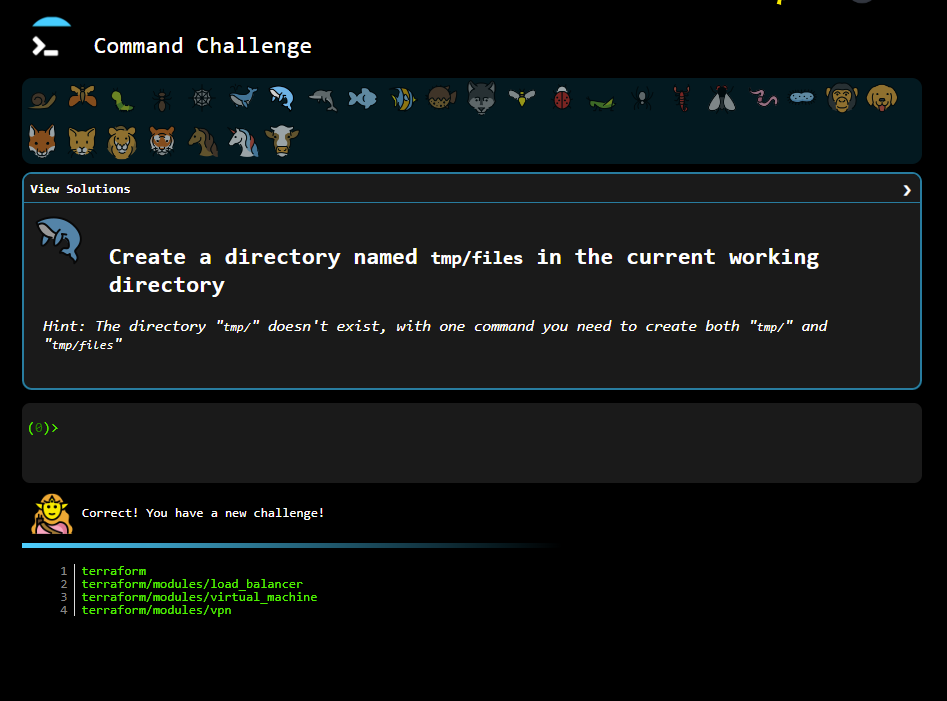 Command Challenge
View Solutions
Create a directory named tmp/files in the current working
directory
Hint: The directory "tmp/" doesn't exist, with one command you need to create both "tmp/" and
"tmp/files"
(0)>
Correct! You have a new challenge!
1 terraform
2 terraform/modules/load_balancer
3 terraform/modules/virtual_machine
4 terraform/modules/vpn